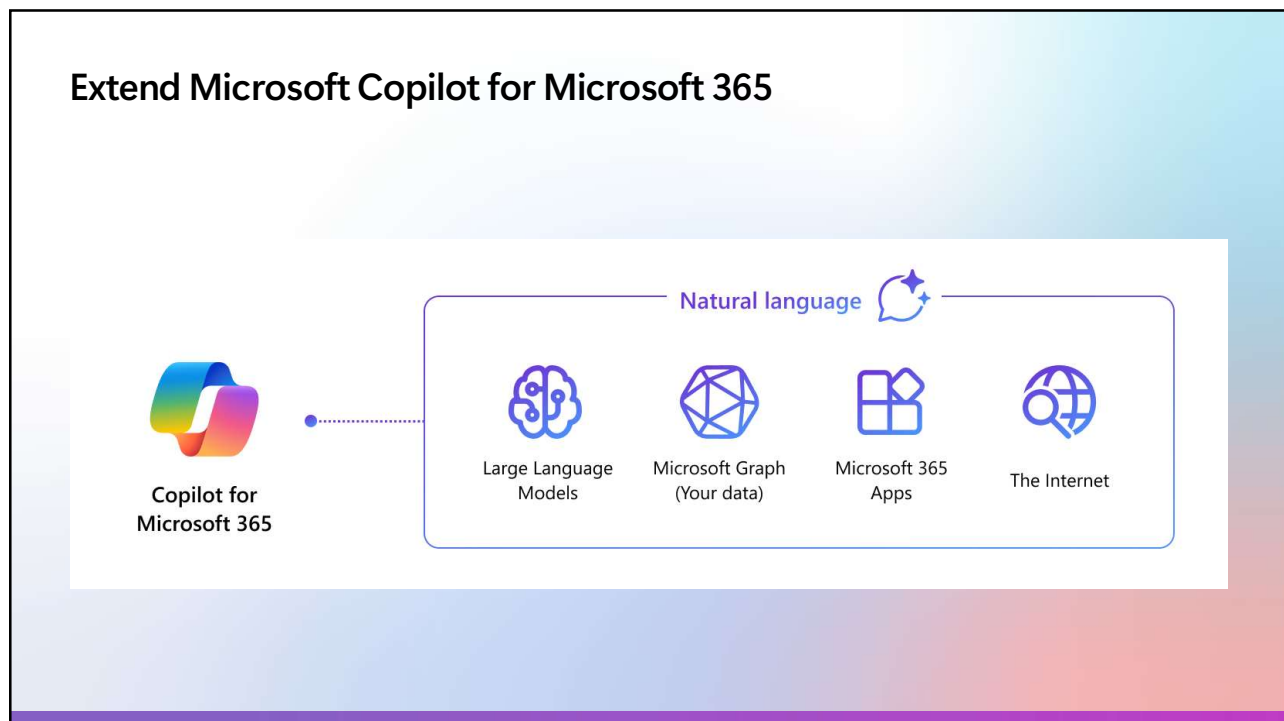 Extend Microsoft Copilot for Microsoft 365
Natural language
Copilot for
Microsoft 365
Large Language
Models
Microsoft Graph
(Your data)
Microsoft 365
Apps
The Internet